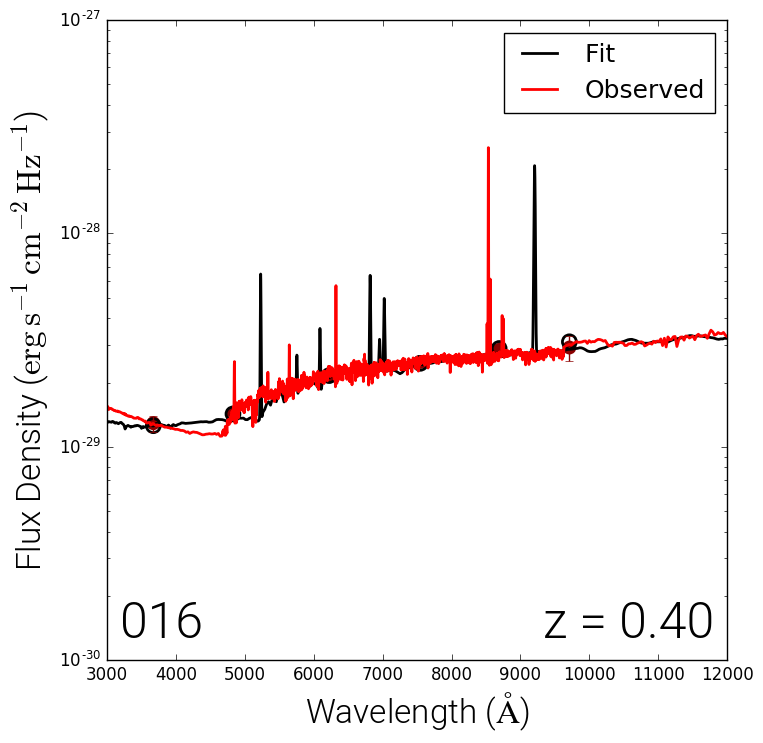 10^-27
10^-28
10^-29
10^-30
Flux Density (erg s^-1 cm^-2 Hz^-1)
Fit
Observed
016
z = 0.40
3000 4000 5000 6000 7000 8000 9000 10000 11000 12000
Wavelength (Å)